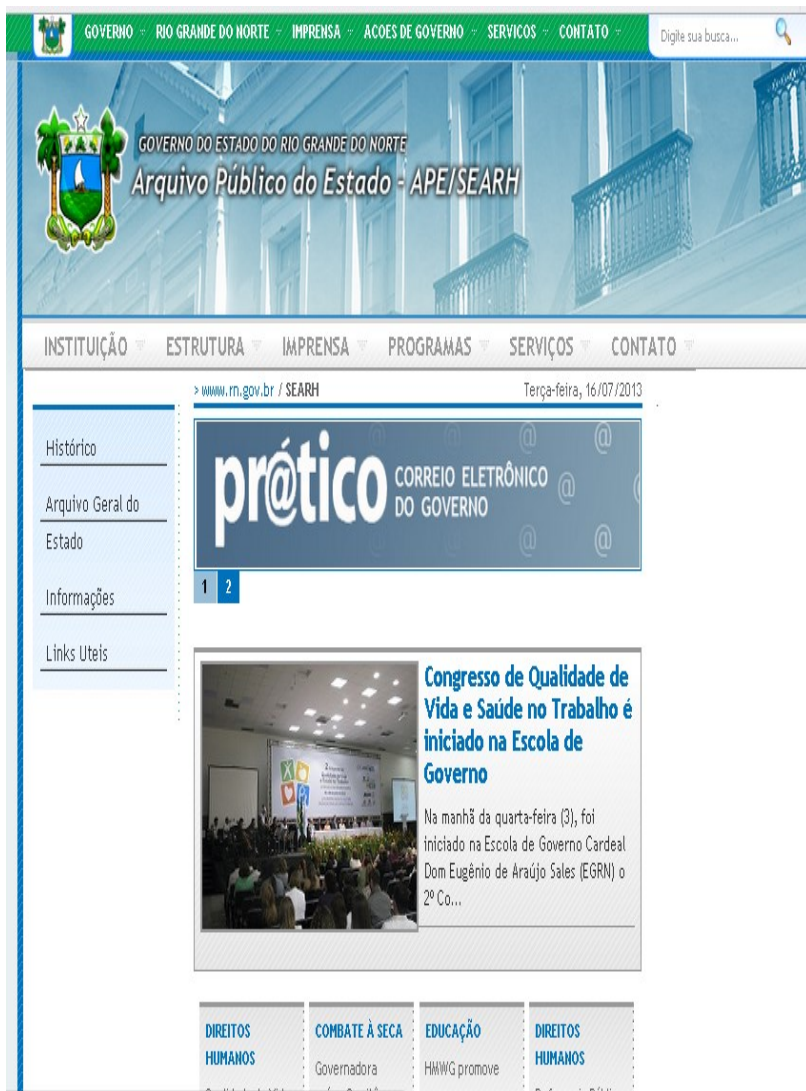 GOVERNO RIO GRANDE DO NORTE IMPRENSA ACOES DE GOVERNO SERVICOS CONTATO Digite sua busca...
GOVERNO DO ESTADO DO RIO GRANDE DO NORTE
Arquivo Público do Estado - APE/SEARH
INSTITUIÇÃO ESTRUTURA IMPRENSA PROGRAMAS SERVIÇOS CONTATO
> www.rn.gov.br / SEARH Terça-feira, 16/07/2013
Histórico
Arquivo Geral do
Estado
Informações
Links Uteis
pr@tico CORREIO ELETRÔNICO
DO GOVERNO
1 2
Congresso de Qualidade de
Vida e Saúde no Trabalho é
iniciado na Escola de
Governo
Na manhã da quarta-feira (3), foi
iniciado na Escola de Governo Cardeal
Dom Eugênio de Araújo Sales (EGRN) o
2º Co...
DIREITOS
HUMANOS
COMBATE À SECA
Governadora
EDUCAÇÃO
HMWG promove
DIREITOS
HUMANOS